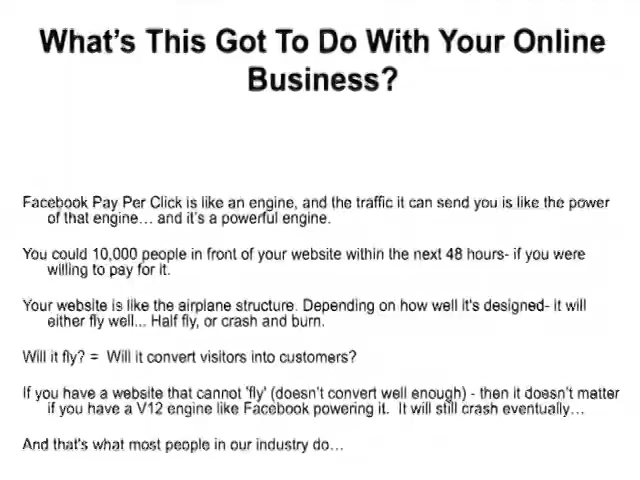 What's This Got To Do With Your Online
Business?
Facebook Pay Per Click is like an engine, and the traffic it can send you is like the power
of that engine… and it's a powerful engine.
You could 10,000 people in front of your website within the next 48 hours- if you were
willing to pay for it.
Your website is like the airplane structure. Depending on how well it's designed- it will
either fly well... Half fly, or crash and burn.
Will it fly? = Will it convert visitors into customers?
If you have a website that cannot 'fly' (doesn't convert well enough) - then it doesn't matter
if you have a V12 engine like Facebook powering it. It will still crash eventually…
And that's what most people in our industry do…